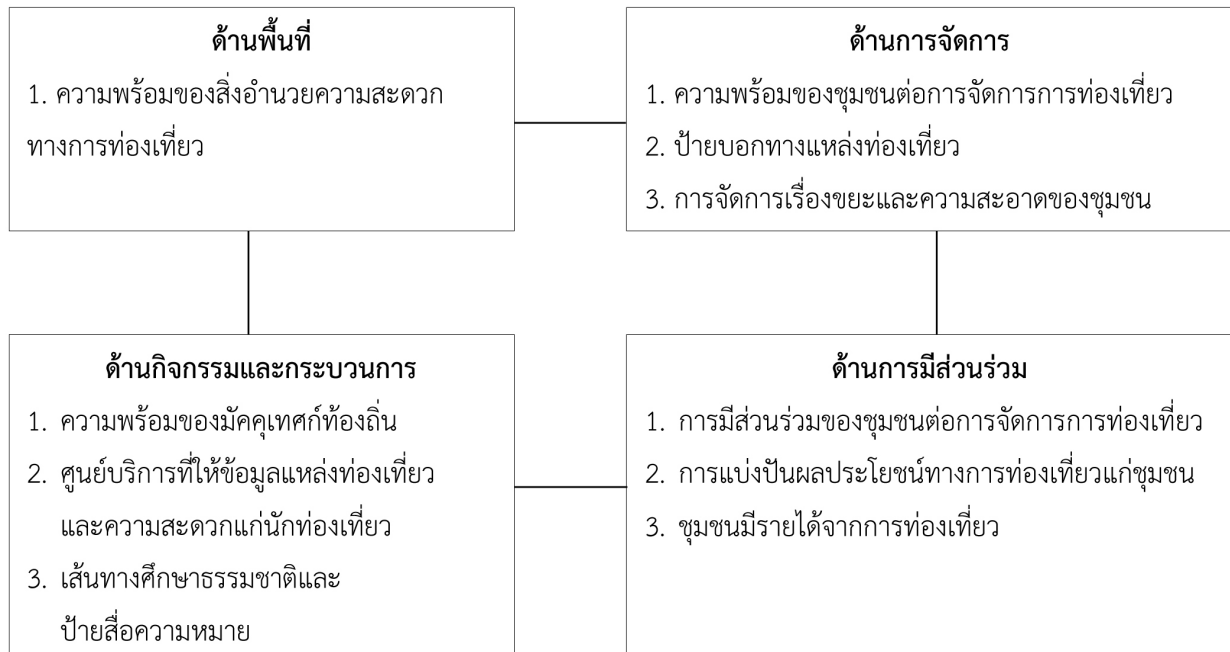 ด้านพื้นที่
1. ความพร้อมของสิ่งอำนวยความสะดวก
ทางการท่องเที่ยว
ด้านการจัดการ
1. ความพร้อมของชุมชนต่อการจัดการการท่องเที่ยว
2. ป้ายบอกทางแหล่งท่องเที่ยว
3. การจัดการเรื่องขยะและความสะอาดของชุมชน
ด้านกิจกรรมและกระบวนการ
1. ความพร้อมของมัคคุเทศก์ท้องถิ่น
2. ศูนย์บริการที่ให้ข้อมูลแหล่งท่องเที่ยว
และความสะดวกแก่นักท่องเที่ยว
3. เส้นทางศึกษาธรรมชาติและ
ป้ายสื่อความหมาย
ด้านการมีส่วนร่วม
1. การมีส่วนร่วมของชุมชนต่อการจัดการการท่องเที่ยว
2. การแบ่งปันผลประโยชน์ทางการท่องเที่ยวแก่ชุมชน
3. ชุมชนมีรายได้จากการท่องเที่ยว